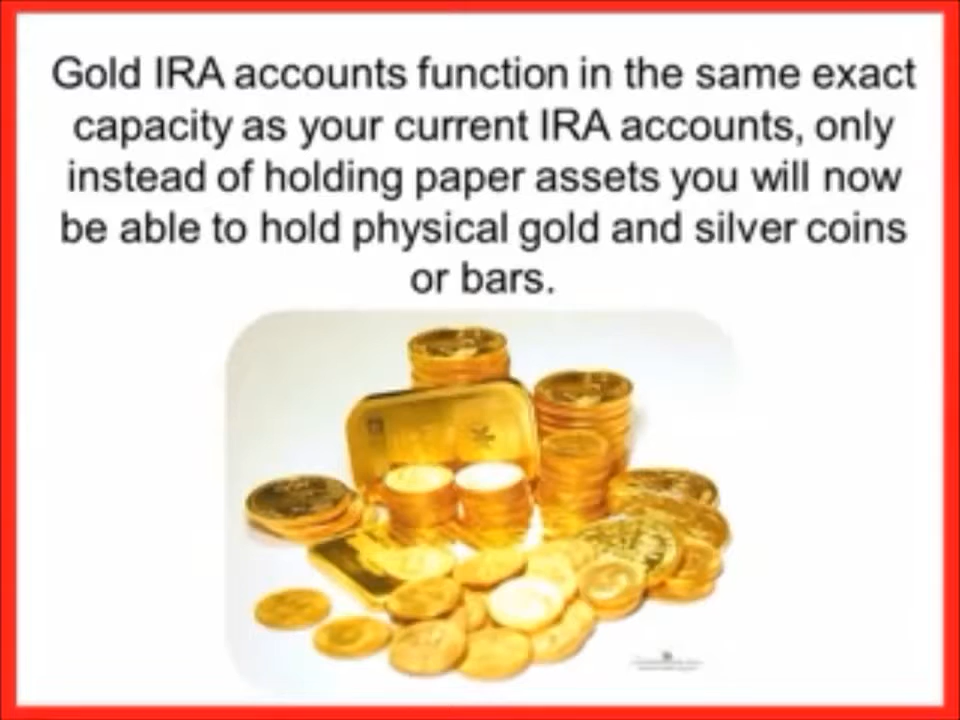 Gold IRA accounts function in the same exact
capacity as your current IRA accounts, only
instead of holding paper assets you will now
be able to hold physical gold and silver coins
or bars.